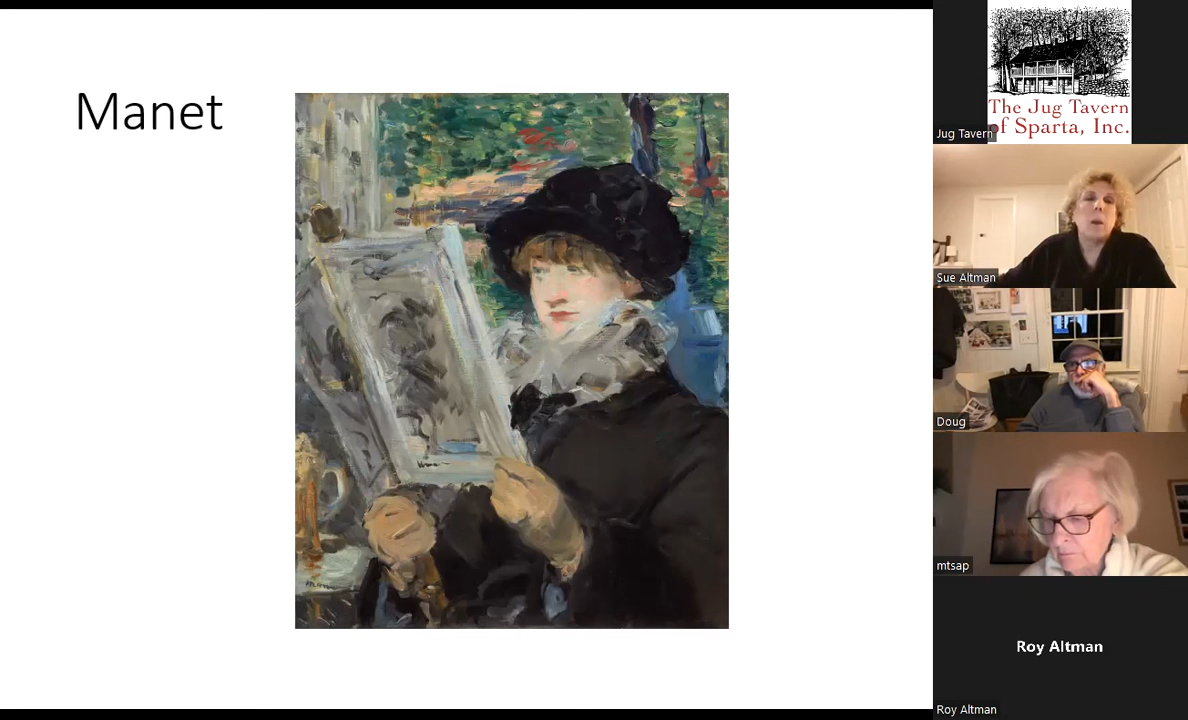 Manet
The Jug Tavern
of Sparta, Inc.
Jug Tavern
Sue Altman
Doug
mtsap
Roy Altman
Roy Altman